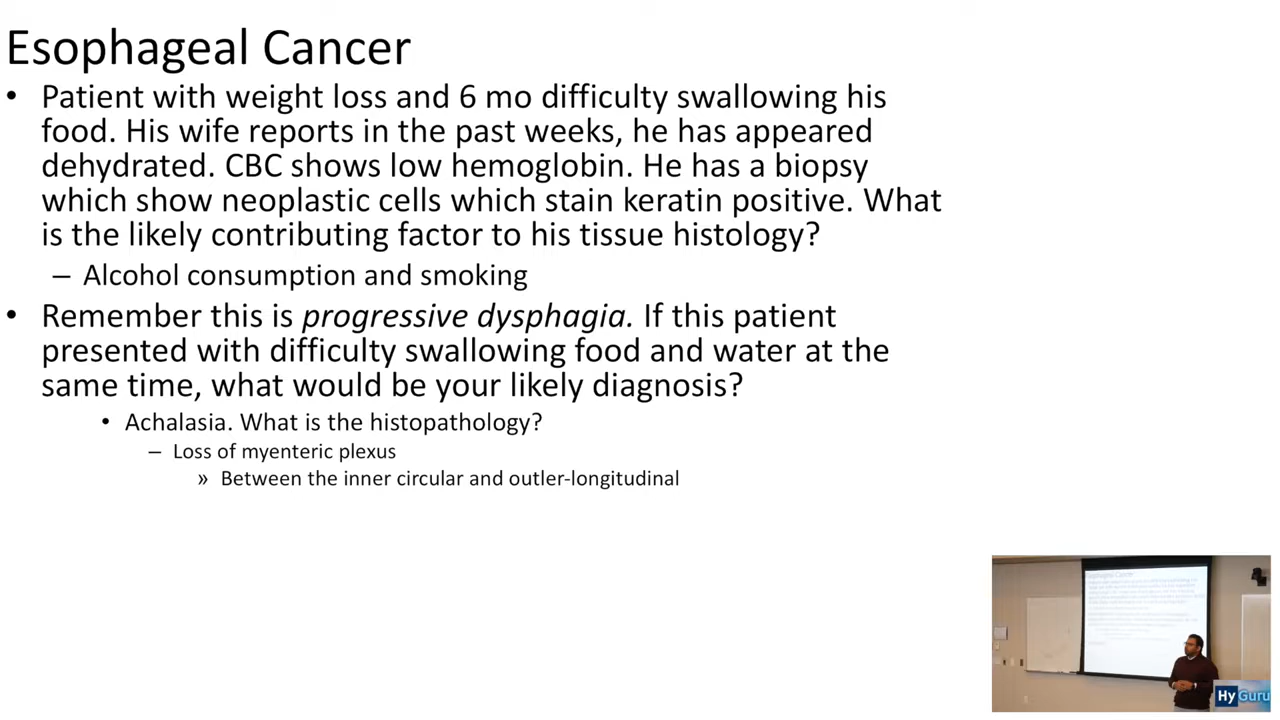 Esophageal Cancer
• Patient with weight loss and 6 mo difficulty swallowing his
food. His wife reports in the past weeks, he has appeared
dehydrated. CBC shows low hemoglobin. He has a biopsy
which show neoplastic cells which stain keratin positive. What
is the likely contributing factor to his tissue histology?
– Alcohol consumption and smoking
• Remember this is progressive dysphagia. If this patient
presented with difficulty swallowing food and water at the
same time, what would be your likely diagnosis?
• Achalasia. What is the histopathology?
– Loss of myenteric plexus
» Between the inner circular and outler-longitudinal
Hy Guru